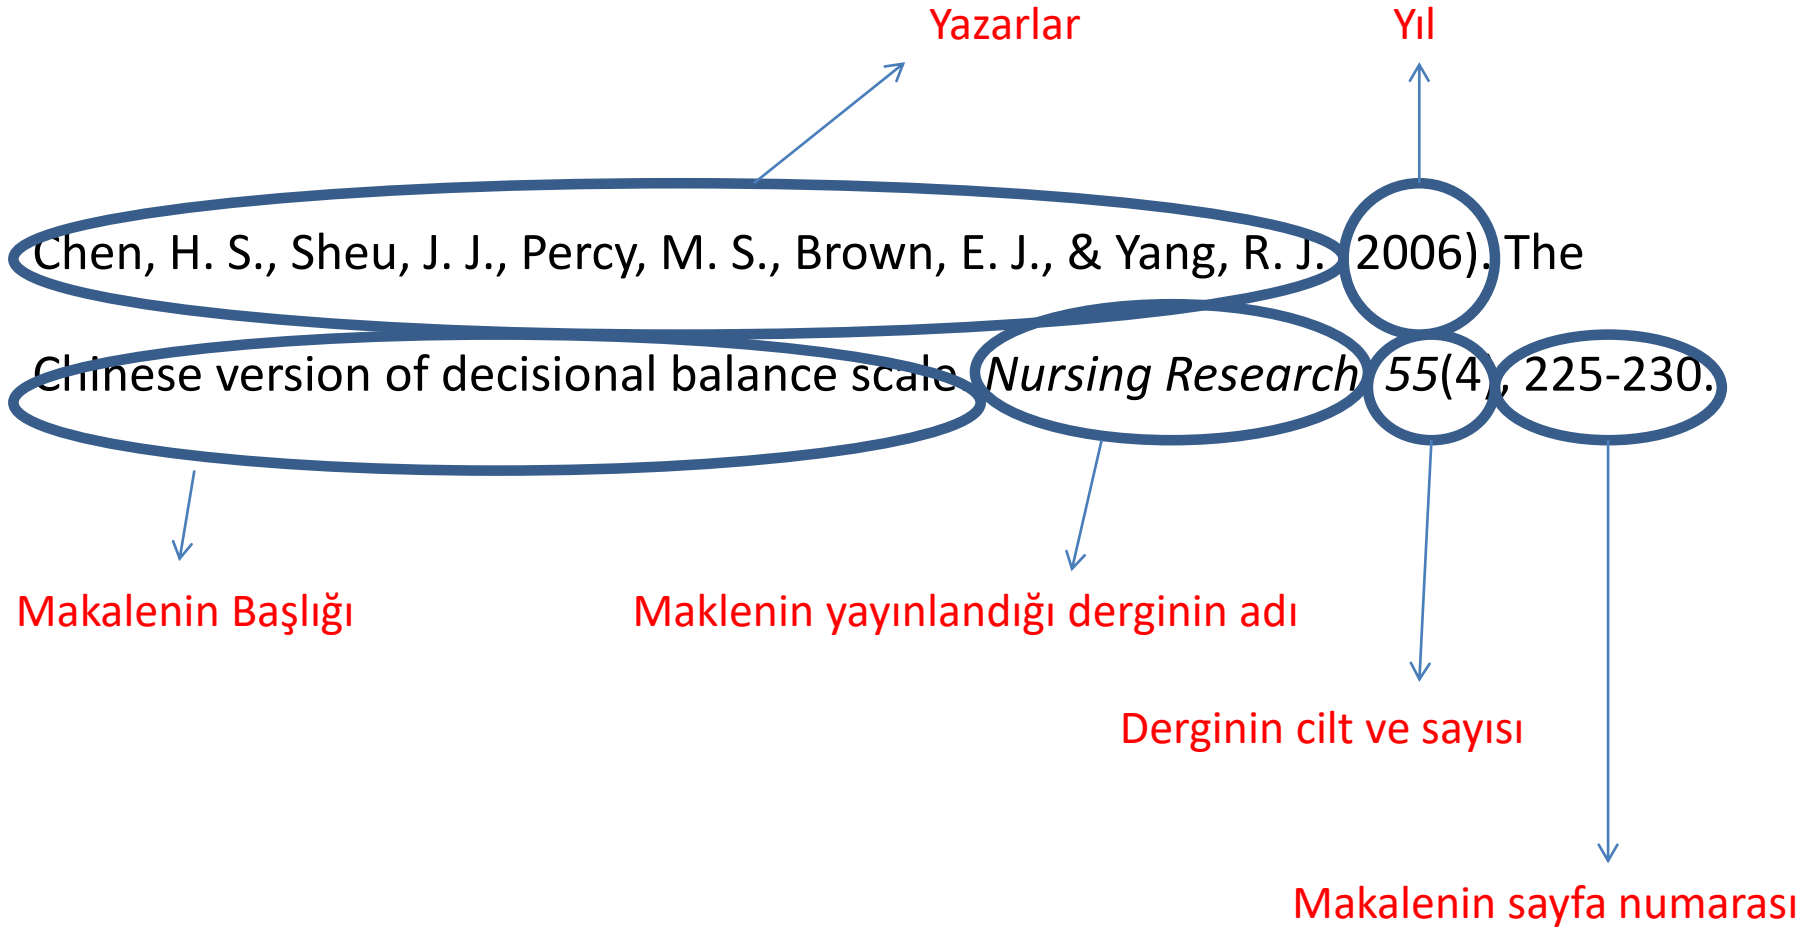 Yazarlar Yıl
Chen, H. S., Sheu, J. J., Percy, M. S., Brown, E. J., & Yang, R. J. (2006). The
Chinese version of decisional balance scale. Nursing Research, 55(4), 225-230.
Makalenin Başlığı Maklenin yayınlandığı derginin adı
Derginin cilt ve sayısı
Makalenin sayfa numarası